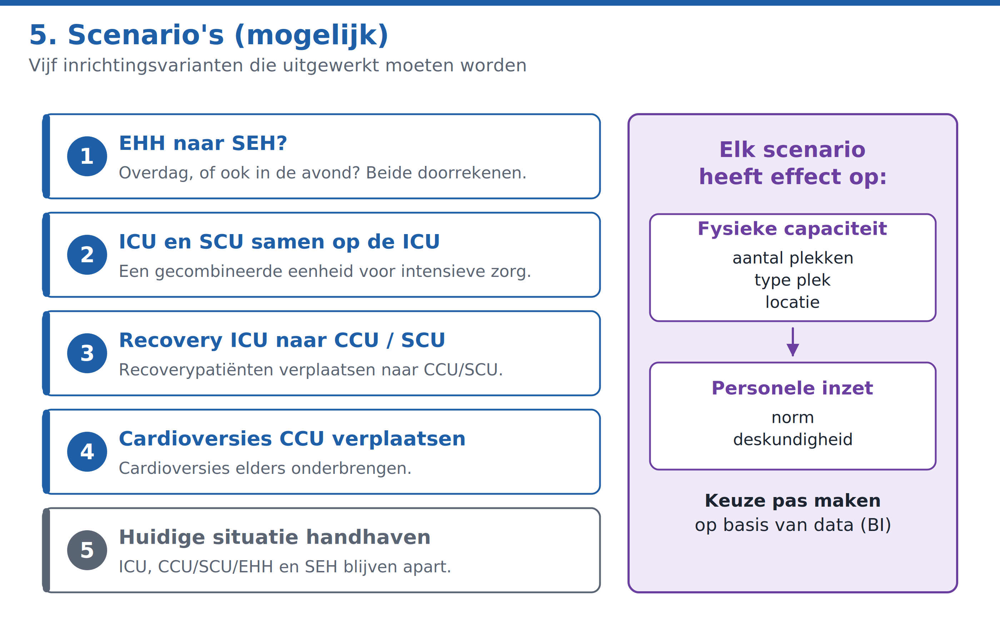 5. Scenario's (mogelijk)
Vijf inrichtingsvarianten die uitgewerkt moeten worden
1
EHH naar SEH?
Overdag, of ook in de avond? Beide doorrekenen.
2
ICU en SCU samen op de ICU
Een gecombineerde eenheid voor intensieve zorg.
3
Recovery ICU naar CCU / SCU
Recoverypatiënten verplaatsen naar CCU/SCU.
4
Cardioversies CCU verplaatsen
Cardioversies elders onderbrengen.
5
Huidige situatie handhaven
ICU, CCU/SCU/EHH en SEH blijven apart.
Elk scenario
heeft effect op:
Fysieke capaciteit
aantal plekken
type plek
locatie
Personele inzet
norm
deskundigheid
Keuze pas maken
op basis van data (BI)